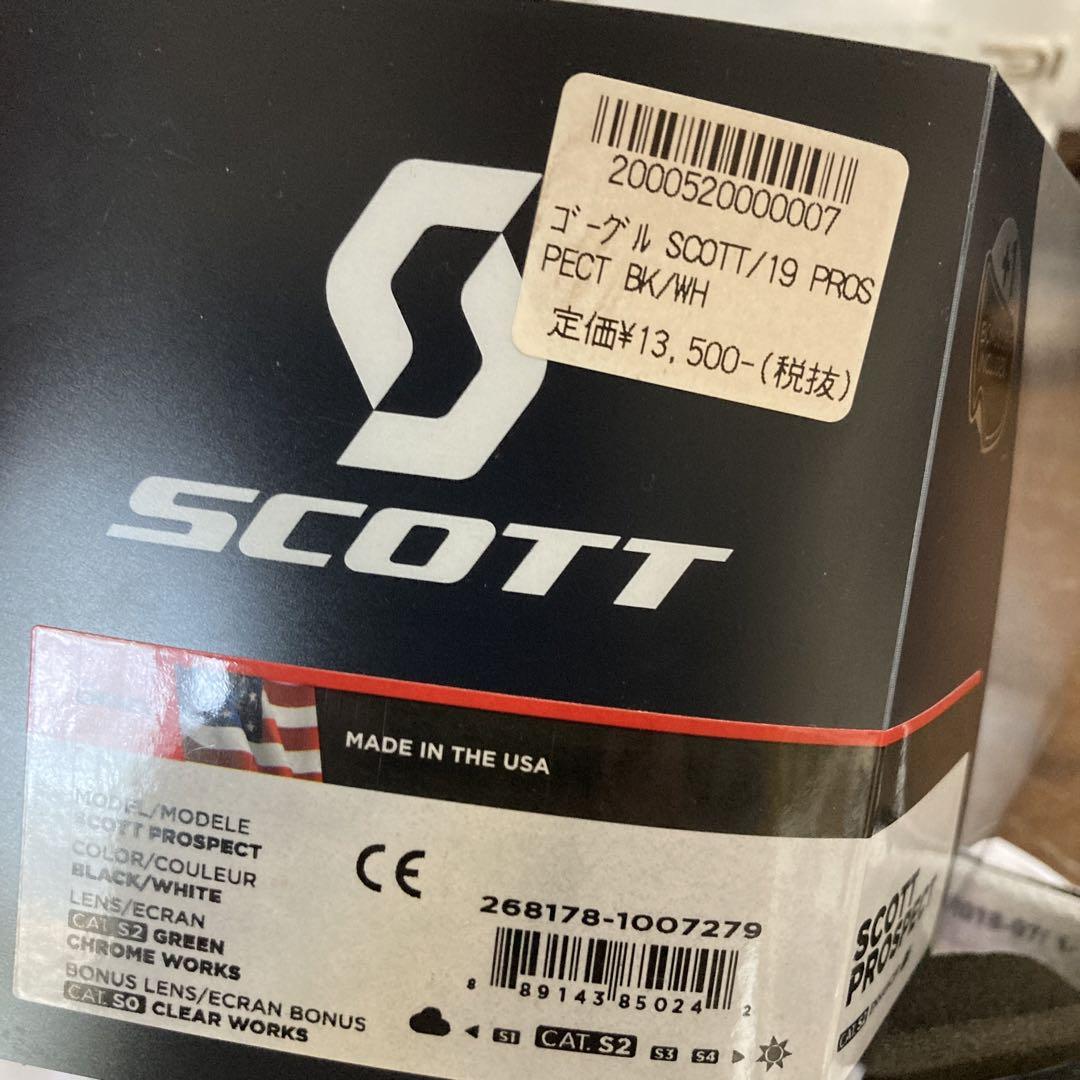 2000520000007
ゴーグル SCOTT/19 PROS
PECT BK/WH
定価¥13,500-(税抜)
SCOTT
MADE IN THE USA
MODEL/MODELE
SCOTT PROSPECT
COLOR/COULEUR
BLACK/WHITE
LENS/ECRAN
CAT. S2 GREEN
CHROME WORKS
BONUS LENS/ECRAN BONUS
CAT. S0 CLEAR WORKS
CE
268178-1007279
8 89143 85024 2
S1 CAT. S2 S3 S4
SCOTT
PROSPECT
CAT. S2